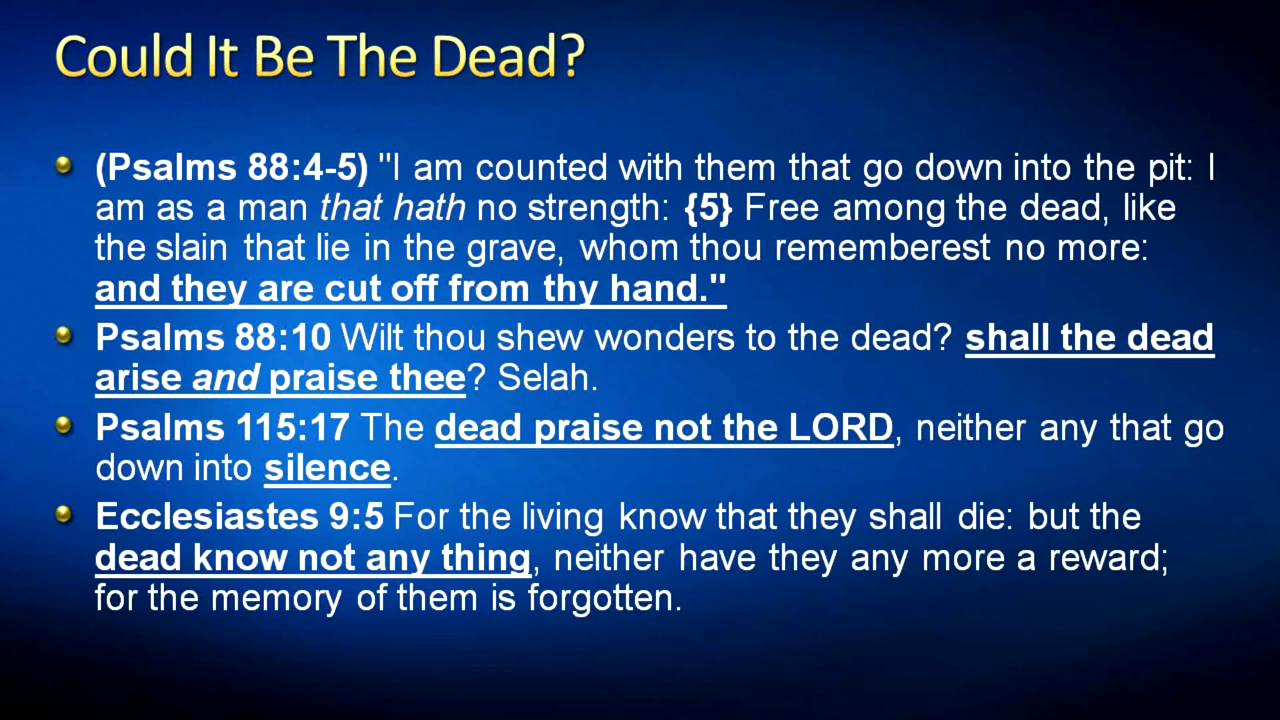 Could It Be The Dead?
(Psalms 88:4-5) "I am counted with them that go down into the pit: I
am as a man that hath no strength: {5} Free among the dead, like
the slain that lie in the grave, whom thou rememberest no more:
and they are cut off from thy hand."
Psalms 88:10 Wilt thou shew wonders to the dead? shall the dead
arise and praise thee? Selah.
Psalms 115:17 The dead praise not the LORD, neither any that go
down into silence.
Ecclesiastes 9:5 For the living know that they shall die: but the
dead know not any thing, neither have they any more a reward;
for the memory of them is forgotten.